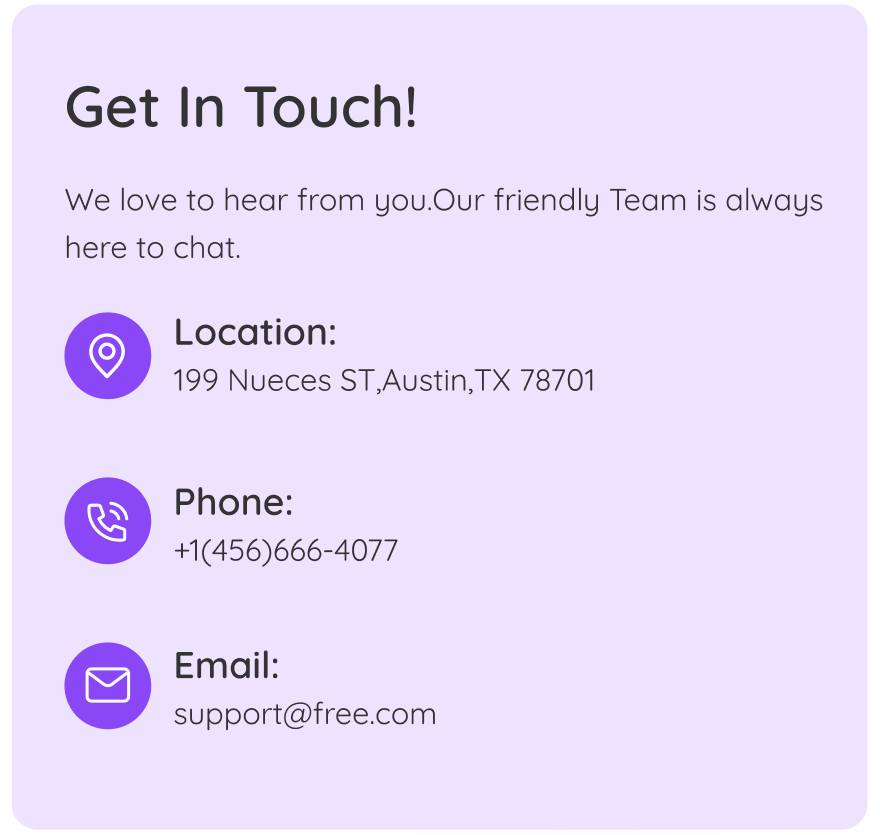 Get In Touch!
We love to hear from you.Our friendly Team is always
here to chat.
Location:
199 Nueces ST,Austin,TX 78701
Phone:
+1(456)666-4077
Email:
support@free.com